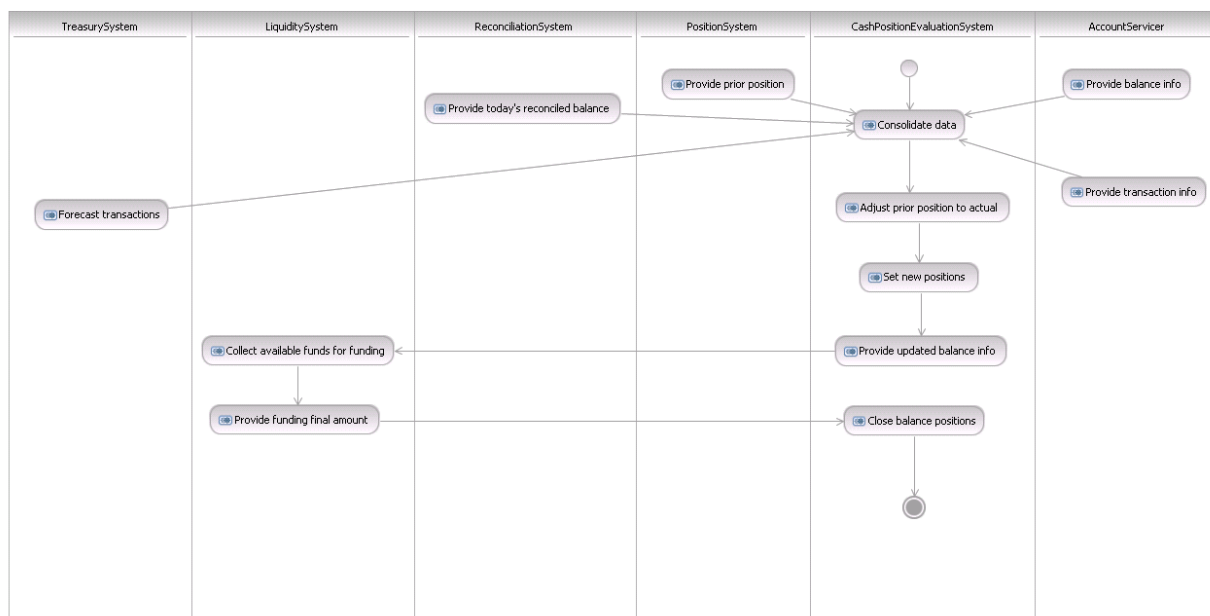 TreasurySystem
LiquiditySystem
ReconciliationSystem
PositionSystem
CashPositionEvaluationSystem
AccountServicer
Provide prior position
Provide balance info
Provide today's reconciled balance
Consolidate data
Provide transaction info
Forecast transactions
Adjust prior position to actual
Set new positions
Collect available funds for funding
Provide updated balance info
Provide funding final amount
Close balance positions